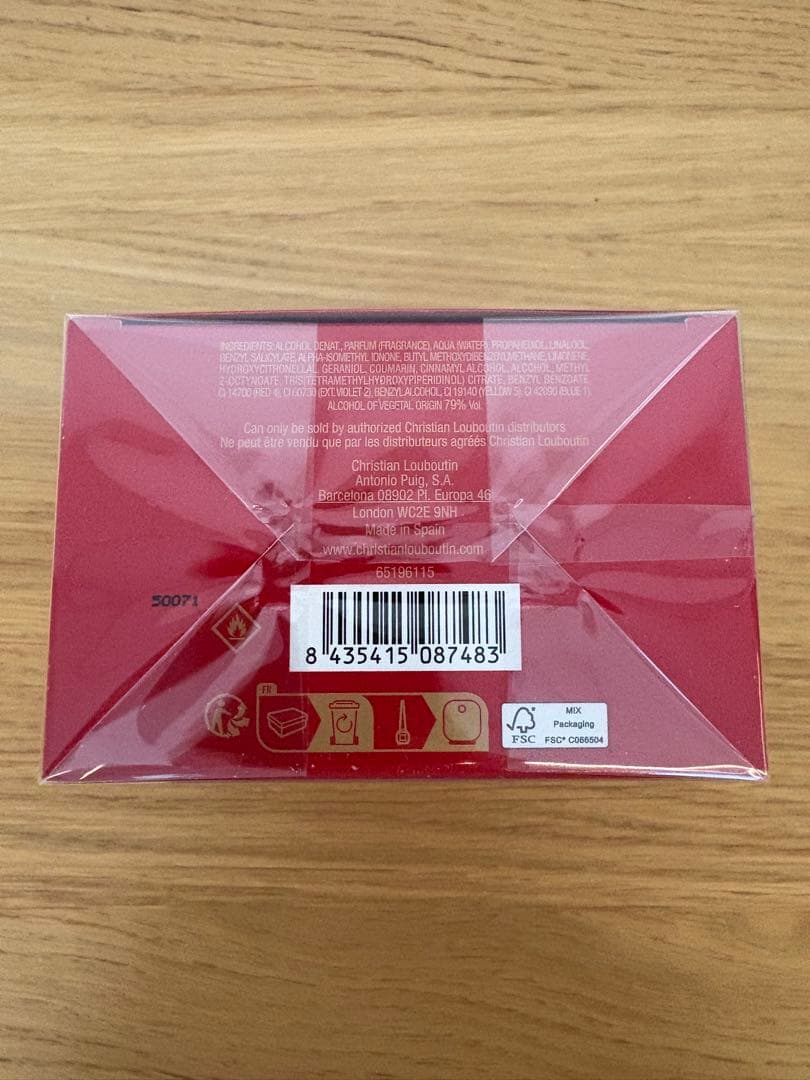 INGREDIENTS: ALCOHOL DENAT., PARFUM (FRAGRANCE), AQUA (WATER), PROPANEDIOL, LINALOOL,
BENZYL SALICYLATE, ALPHA-ISOMETHYL IONONE, BUTYL METHOXYDIBENZOYLMETHANE, LIMONENE,
HYDROXYCITRONELLAL, GERANIOL, COUMARIN, CINNAMYL ALCOHOL, ALCOHOL, METHYL
2-OCTYNOATE, TRIS(TETRAMETHYLHYDROXYPIPERIDINOL) CITRATE, BENZYL BENZOATE,
CI 14700 (RED 4), CI 60730 (EXT. VIOLET 2), BENZYL ALCOHOL, CI 19140 (YELLOW 5), CI 42090 (BLUE 1).
ALCOHOL OF VEGETAL ORIGIN 79% Vol.
Can only be sold by authorized Christian Louboutin distributors
Ne peut être vendu que par les distributeurs agréés Christian Louboutin
Christian Louboutin
Antonio Puig, S.A.
Barcelona 08902 Pl. Europa 46
London WC2E 9NH
Made in Spain
www.christianlouboutin.com
65196115
50071
8 435415 087483
FR
FSC
MIX
Packaging
FSC® C066504